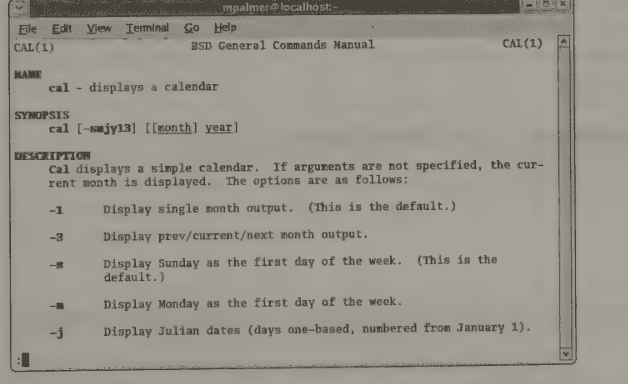 mpalmer@localhost:~
File Edit View Terminal Go Help
CAL(1) BSD General Commands Manual CAL(1)
NAME
cal - displays a calendar
SYNOPSIS
cal [-smjy13] [[month] year]
DESCRIPTION
Cal displays a simple calendar. If arguments are not specified, the cur-
rent month is displayed. The options are as follows:
-1 Display single month output. (This is the default.)
-3 Display prev/current/next month output.
-s Display Sunday as the first day of the week. (This is the
default.)
-m Display Monday as the first day of the week.
-j Display Julian dates (days one-based, numbered from January 1).
: